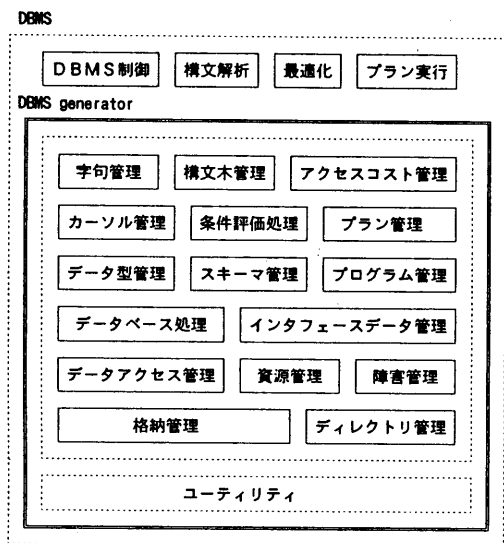 DBMS
DBMS制御 構文解析 最適化 プラン実行
DBMS generator
字句管理 構文木管理 アクセスコスト管理
カーソル管理 条件評価処理 プラン管理
データ型管理 スキーマ管理 プログラム管理
データベース処理 インタフェースデータ管理
データアクセス管理 資源管理 障害管理
格納管理 ディレクトリ管理
ユーティリティ